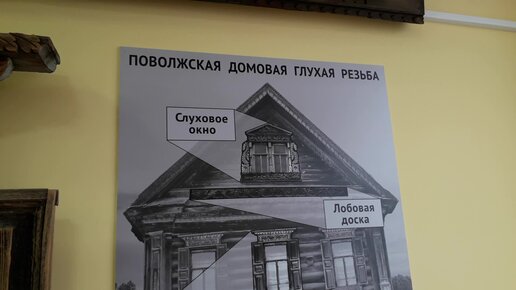 ПОВОЛЖСКАЯ ДОМОВАЯ ГЛУХАЯ РЕЗЬБА
Слуховое
окно
Лобовая
доска